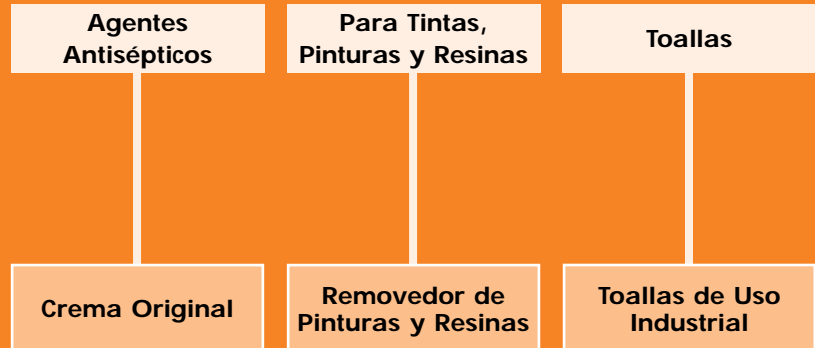 Agentes
Antisépticos
Para Tintas,
Pinturas y Resinas
Toallas
Crema Original
Removedor de
Pinturas y Resinas
Toallas de Uso
Industrial